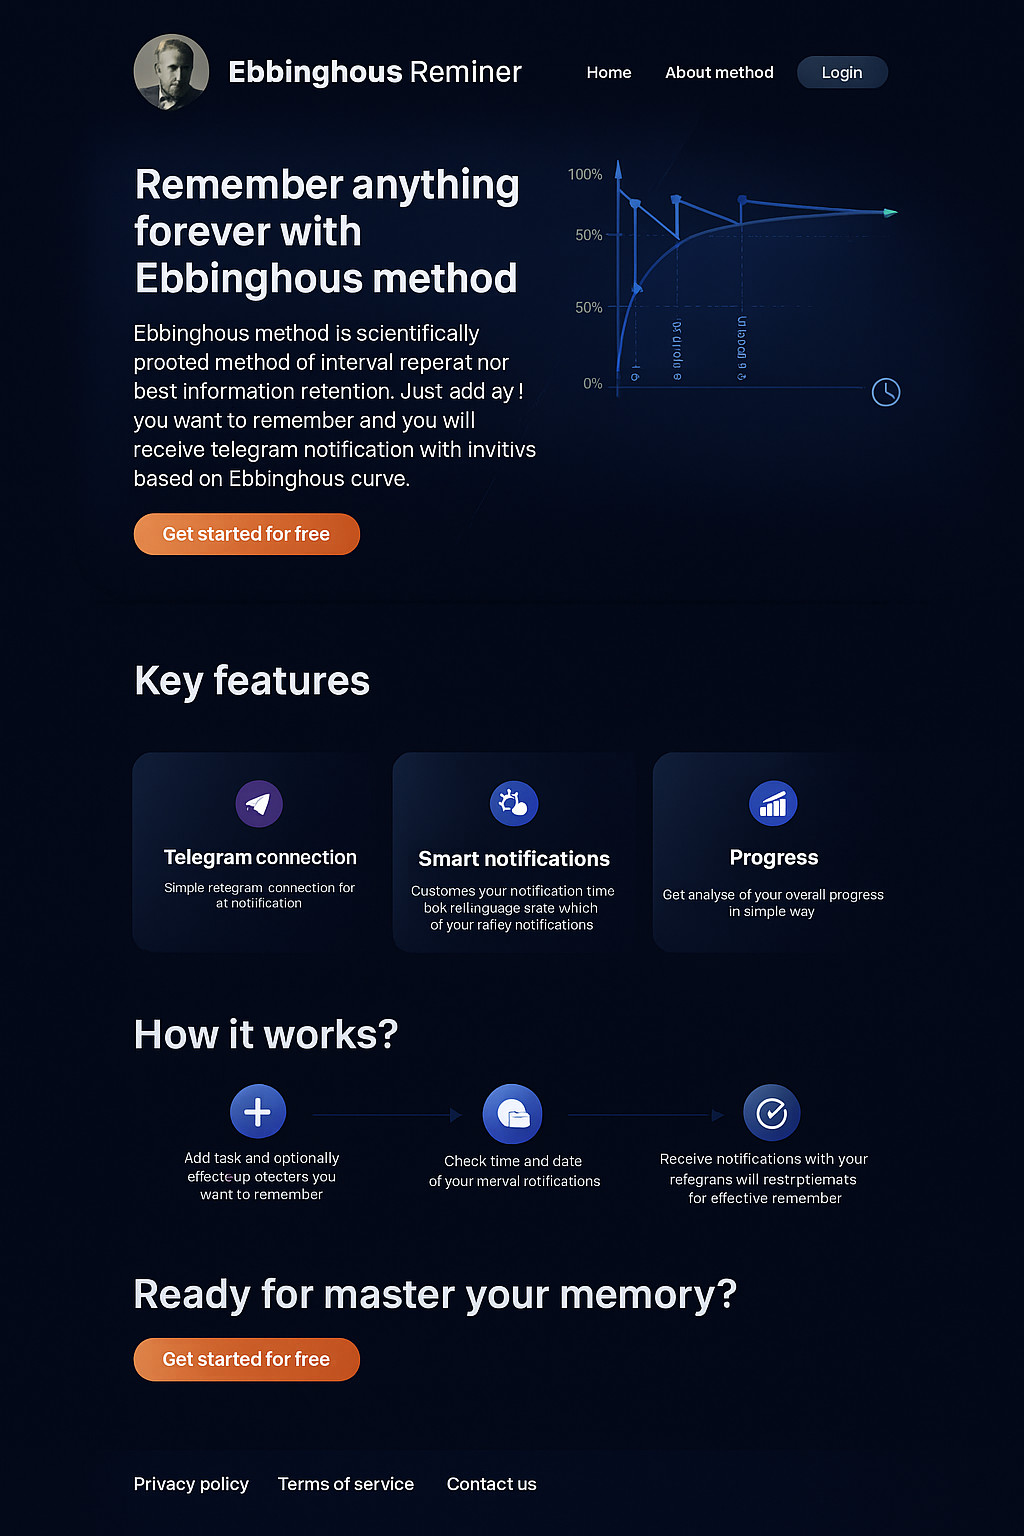 Ebbinghous Reminer
Home
About method
Login
Remember anything
forever with
Ebbinghous method
Ebbinghous method is scientifically
prooted method of interval reperat nor
best information retention. Just add ay !
you want to remember and you will
receive telegram notification with invitivs
based on Ebbinghous curve.
Get started for free
100%
50%
50%
0%
Key features
Telegram connection
Simple retegram connection for
at notiification
Smart notifications
Customes your notification time
bok rellinguage srate which
of your rafiey notifications
Progress
Get analyse of your overall progress
in simple way
How it works?
Add task and optionally
effects-up otecters you
want to remember
Check time and date
of your merval rotifications
Receive notifications with your
refegrans will restrptiemats
for effective remember
Ready for master your memory?
Get started for free
Privacy policy
Terms of service
Contact us